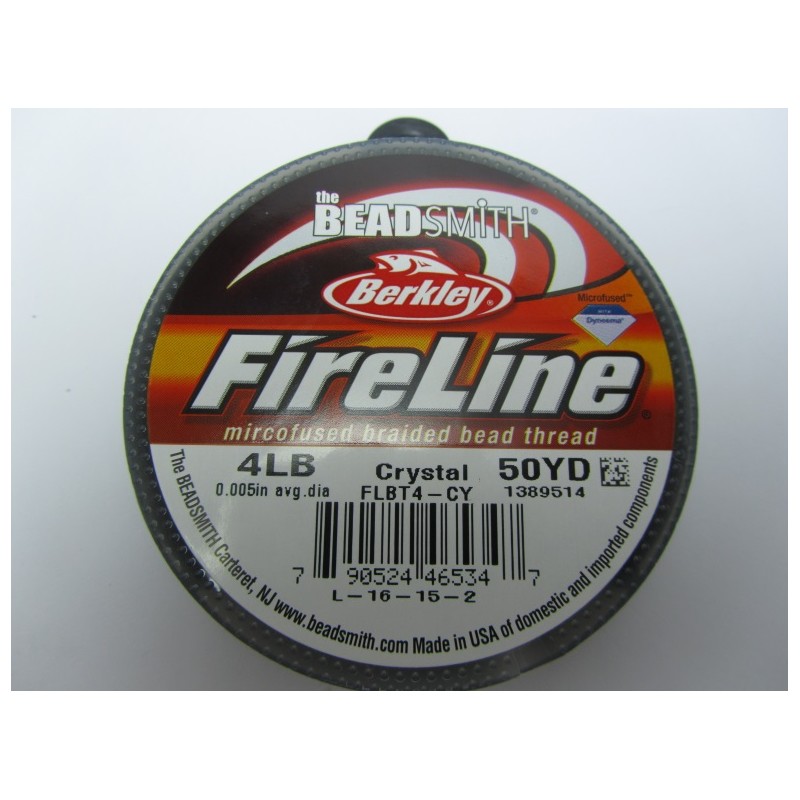 the
BEADSMITH®
Berkley®
Microfused™
WITH
Dyneema®
FireLine®
mircofused braided bead thread
4LB Crystal 50YD
0.005in avg.dia FLBT4-CY 1389514
7 90524 46534 7
L-16-15-2
The BEADSMITH Carteret, NJ www.beadsmith.com Made in USA of domestic and imported components